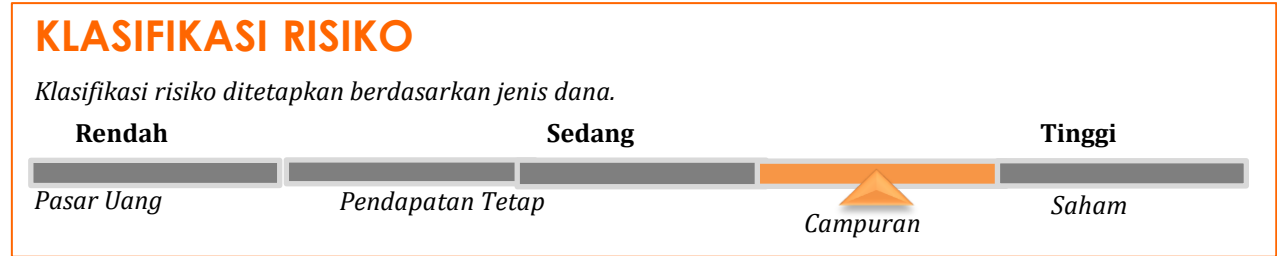 KLASIFIKASI RISIKO
Klasifikasi risiko ditetapkan berdasarkan jenis dana.
Rendah Sedang Tinggi
Pasar Uang Pendapatan Tetap Campuran Saham